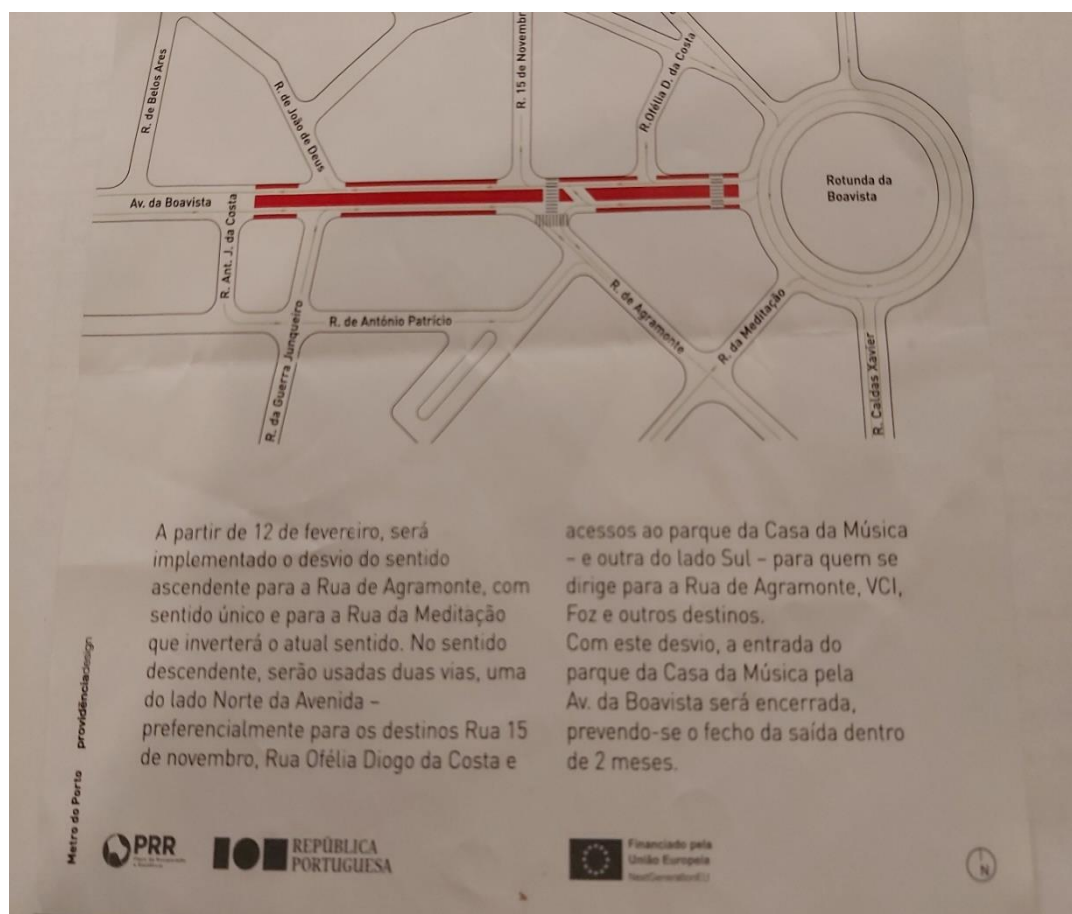 R. de Belos Ares
R. de João de Deus
R. 15 de Novembr
R. Ofélia D. da Costa
Av. da Boavista
R. Ant. J. da Costa
Rotunda da
Boavista
R. da Guerra Junqueiro
R. de António Patrício
R. de Agramonte
R. da Meditação
R. Caldas Xavier
A partir de 12 de fevereiro, será
implementado o desvio do sentido
ascendente para a Rua de Agramonte, com
sentido único e para a Rua da Meditação
que inverterá o atual sentido. No sentido
descendente, serão usadas duas vias, uma
do lado Norte da Avenida –
preferencialmente para os destinos Rua 15
de novembro, Rua Ofélia Diogo da Costa e
acessos ao parque da Casa da Música
– e outra do lado Sul – para quem se
dirige para a Rua de Agramonte, VCI,
Foz e outros destinos.
Com este desvio, a entrada do
parque da Casa da Música pela
Av. da Boavista será encerrada,
prevendo-se o fecho da saída dentro
de 2 meses.
Metro do Porto providênciadesign
PRR
REPÚBLICA
PORTUGUESA
Financiado pela
União Europeia
NextGenerationEU
N